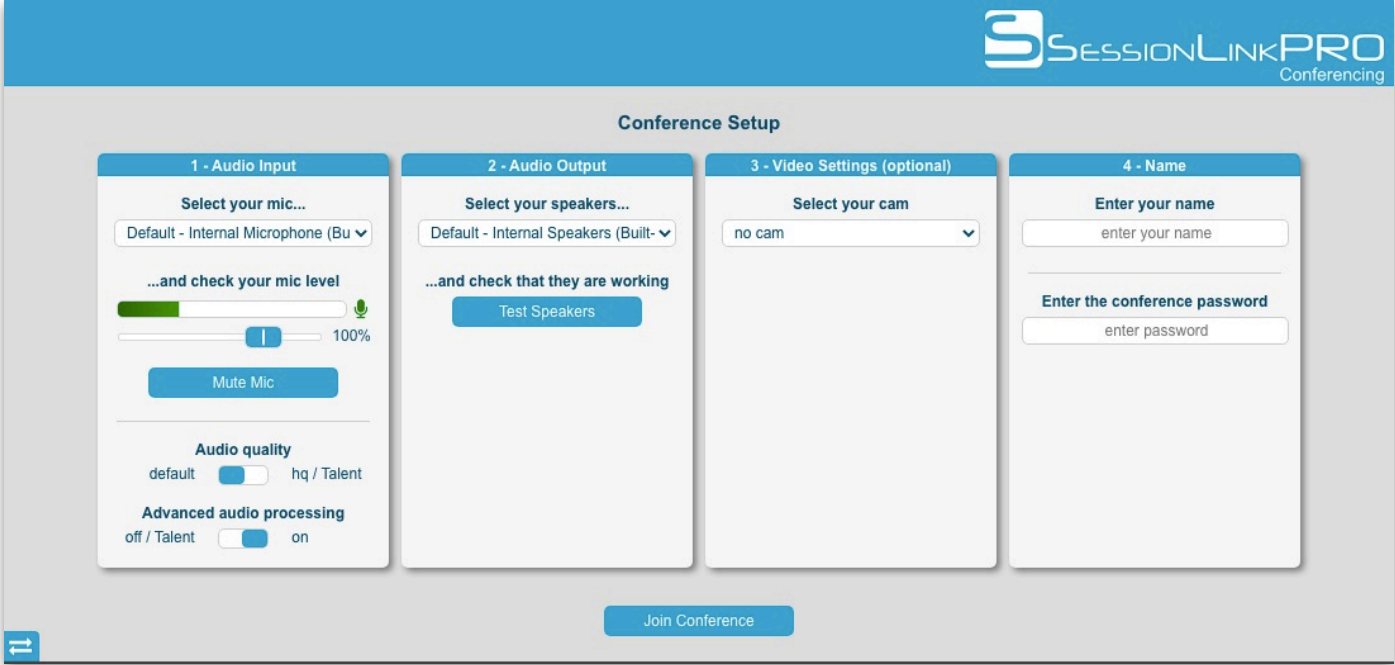 SESSIONLINKPRO
Conferencing
Conference Setup
1 - Audio Input
Select your mic...
Default - Internal Microphone (Bu
...and check your mic level
100%
Mute Mic
Audio quality
default hq / Talent
Advanced audio processing
off / Talent on
2 - Audio Output
Select your speakers...
Default - Internal Speakers (Built-
...and check that they are working
Test Speakers
3 - Video Settings (optional)
Select your cam
no cam
4 - Name
Enter your name
enter your name
Enter the conference password
enter password
Join Conference